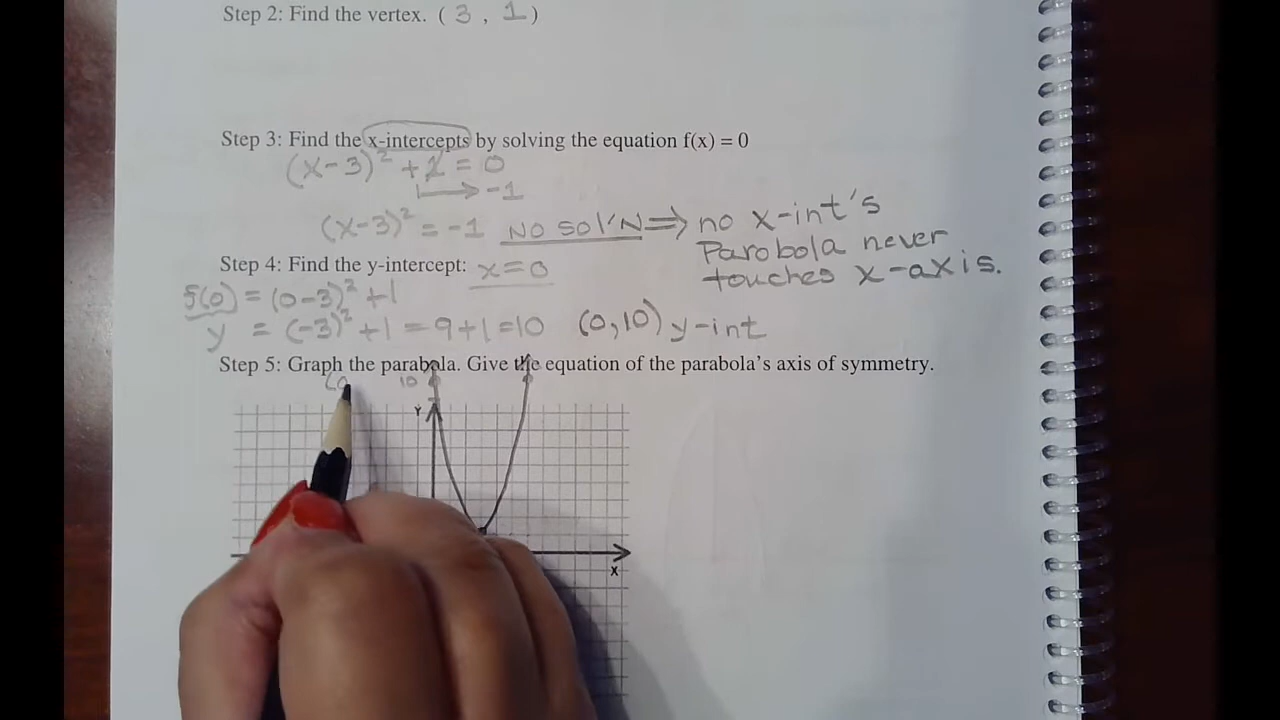 Step 2: Find the vertex. ( 3 , 1 )
Step 3: Find the x-intercepts by solving the equation f(x) = 0
(x-3)² + 1 = 0
→ -1
(x-3)² = -1 No sol'N ⇒ no x-int's
Parobola never
touches x-axis.
Step 4: Find the y-intercept: x=0
f(0) = (0-3)² +1
y = (-3)² +1 = 9+1=10 (0,10) y-int
Step 5: Graph the parabola. Give the equation of the parabola's axis of symmetry.
(0
10
Y
X